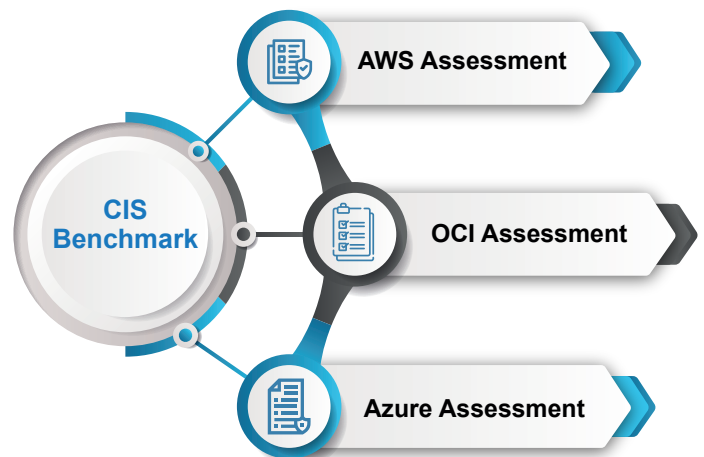 AWS Assessment
CIS
Benchmark
OCI Assessment
Azure Assessment